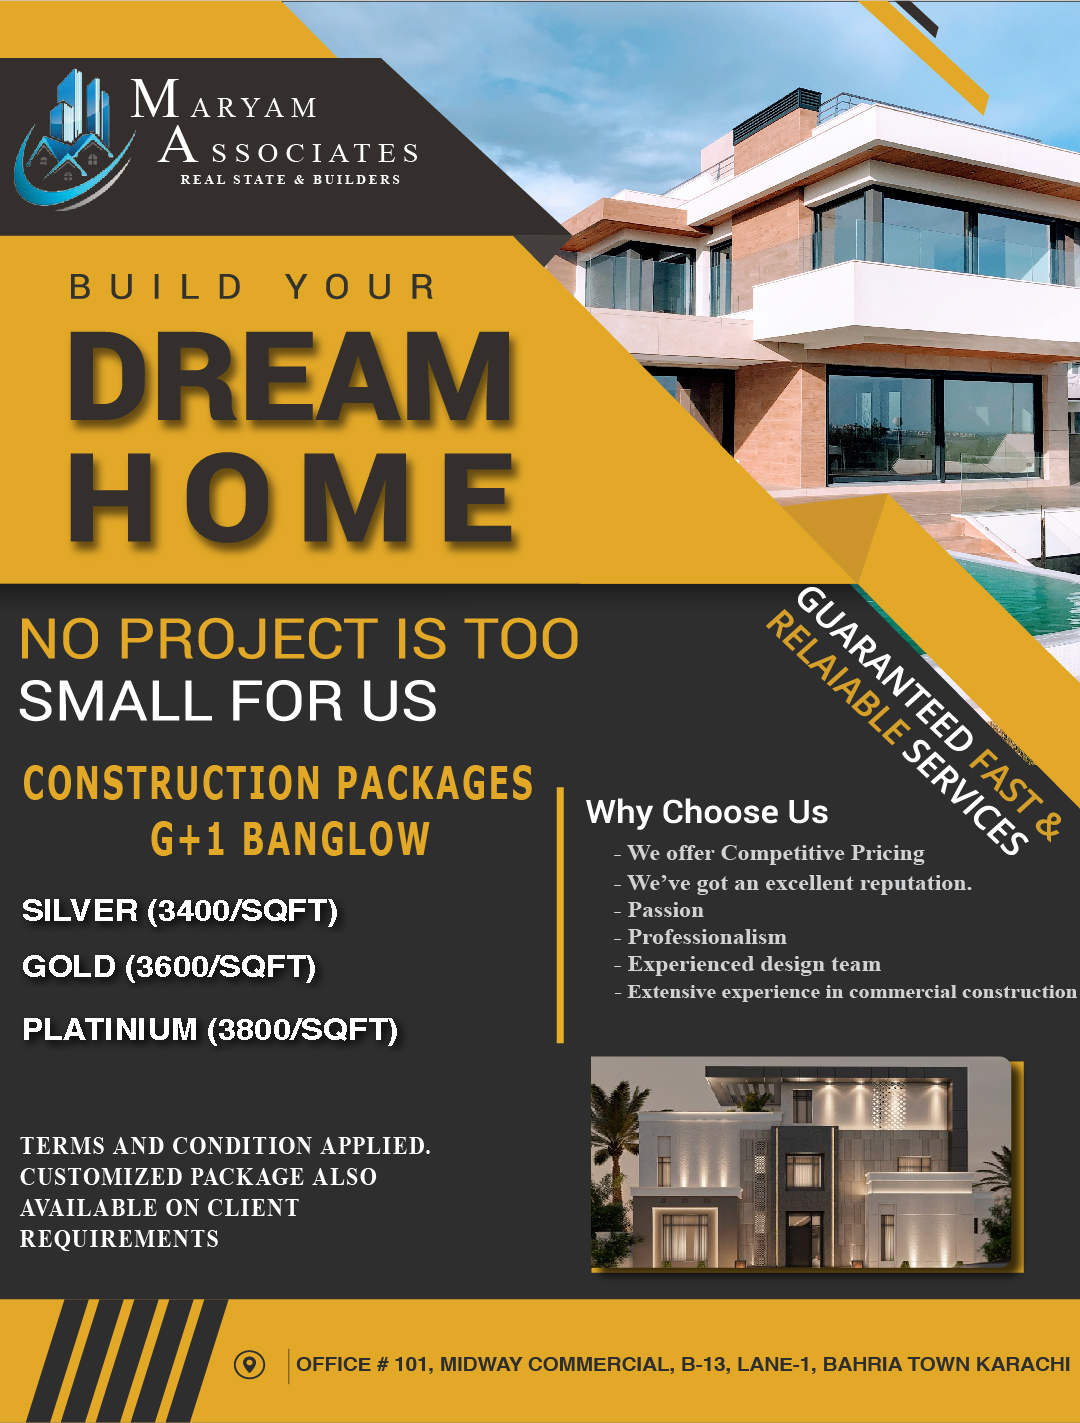 MARYAM
ASSOCIATES
REAL STATE & BUILDERS
BUILD YOUR
DREAM
HOME
NO PROJECT IS TOO
SMALL FOR US
GUARANTEED FAST &
RELAIABLE SERVICES
CONSTRUCTION PACKAGES
G+1 BANGLOW
SILVER (3400/SQFT)
GOLD (3600/SQFT)
PLATINIUM (3800/SQFT)
Why Choose Us
- We offer Competitive Pricing
- We’ve got an excellent reputation.
- Passion
- Professionalism
- Experienced design team
- Extensive experience in commercial construction
TERMS AND CONDITION APPLIED.
CUSTOMIZED PACKAGE ALSO
AVAILABLE ON CLIENT
REQUIREMENTS
OFFICE # 101, MIDWAY COMMERCIAL, B-13, LANE-1, BAHRIA TOWN KARACHI